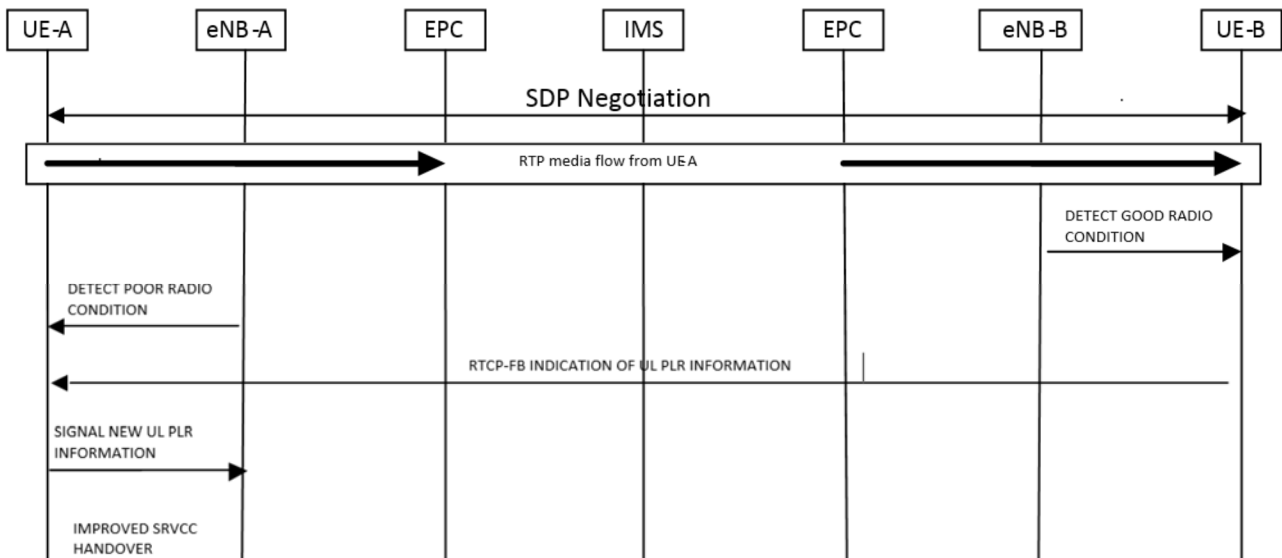 UE-A eNB-A EPC IMS EPC eNB-B UE-B
SDP Negotiation
RTP media flow from UE-A
DETECT GOOD RADIO
CONDITION
DETECT POOR RADIO
CONDITION
RTCP-FB INDICATION OF UL PLR INFORMATION
SIGNAL NEW UL PLR
INFORMATION
IMPROVED SRVCC
HANDOVER